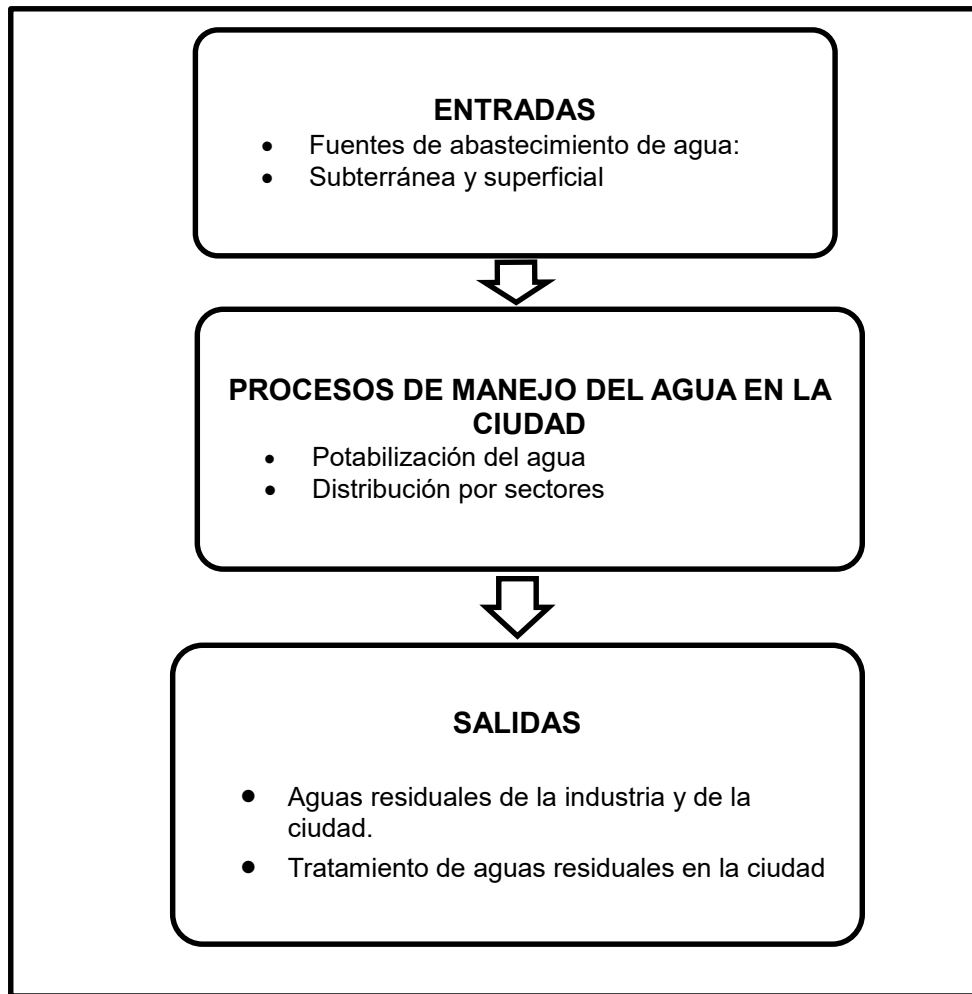 ENTRADAS
• Fuentes de abastecimiento de agua:
• Subterránea y superficial
PROCESOS DE MANEJO DEL AGUA EN LA
CIUDAD
• Potabilización del agua
• Distribución por sectores
SALIDAS
• Aguas residuales de la industria y de la
ciudad.
• Tratamiento de aguas residuales en la ciudad